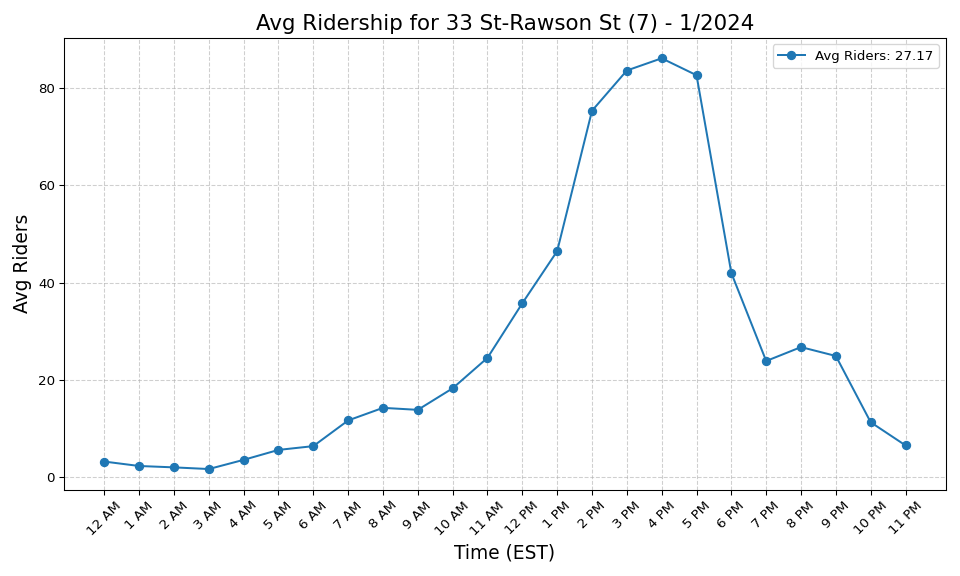 Avg Ridership for 33 St-Rawson St (7) - 1/2024
Avg Riders: 27.17
Avg Riders
80
60
40
20
0
12 AM
1 AM
2 AM
3 AM
4 AM
5 AM
6 AM
7 AM
8 AM
9 AM
10 AM
11 AM
12 PM
1 PM
2 PM
3 PM
4 PM
5 PM
6 PM
7 PM
8 PM
9 PM
10 PM
11 PM
Time (EST)